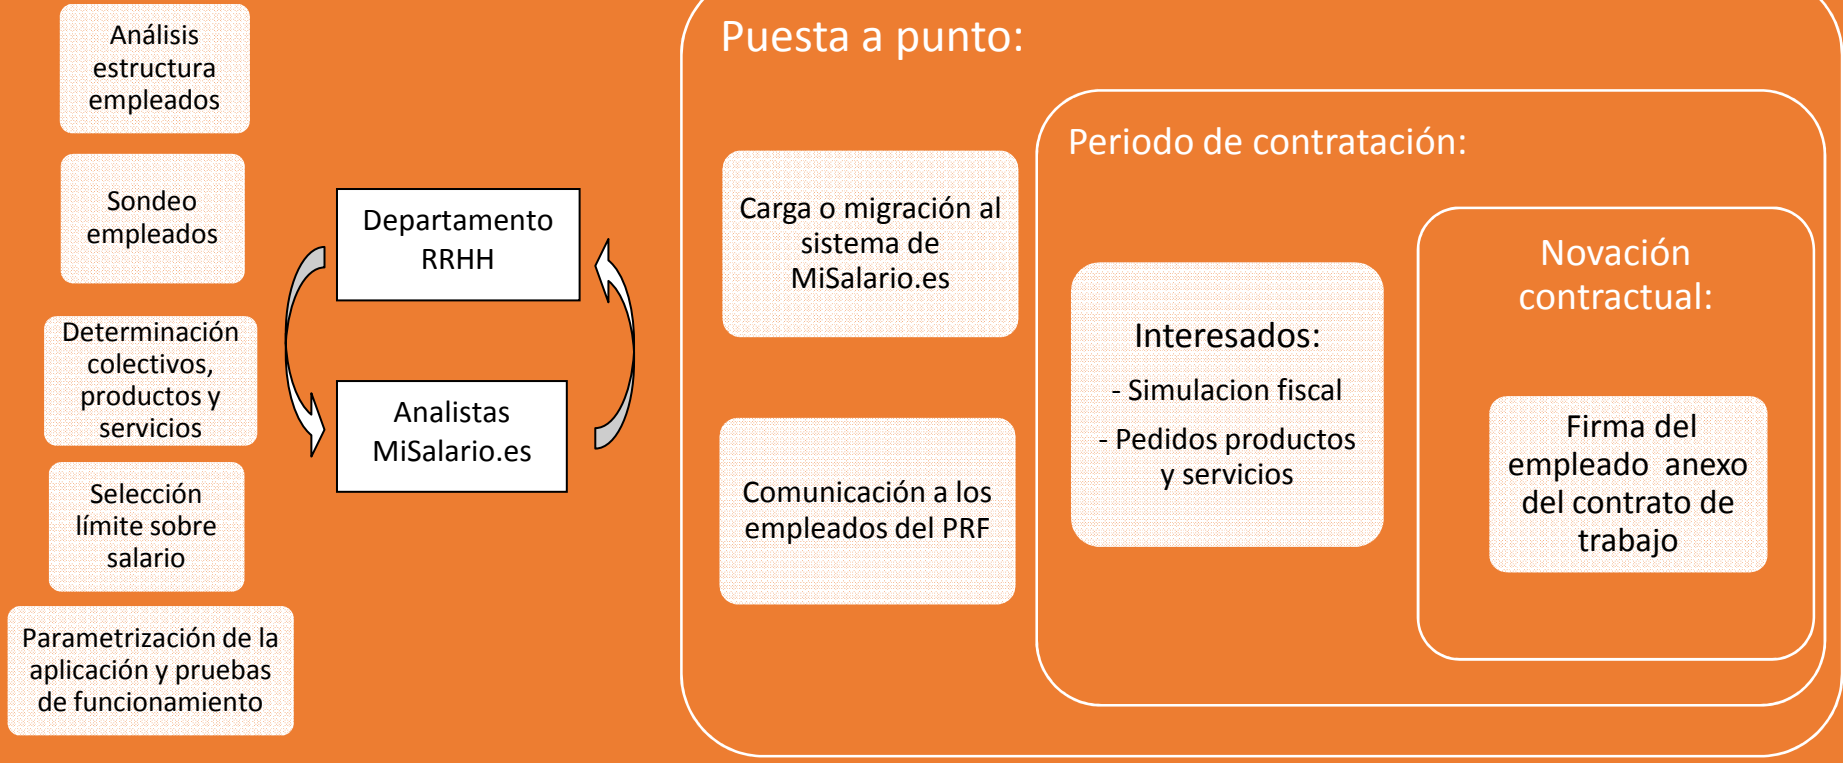 Análisis
estructura
empleados
Sondeo
empleados
Determinación
colectivos,
productos y
servicios
Selección
límite sobre
salario
Parametrización de la
aplicación y pruebas
de funcionamiento
Departamento
RRHH
Analistas
MiSalario.es
Puesta a punto:
Carga o migración al
sistema de
MiSalario.es
Comunicación a los
empleados del PRF
Periodo de contratación:
Interesados:
- Simulacion fiscal
- Pedidos productos
y servicios
Novación
contractual:
Firma del
empleado anexo
del contrato de
trabajo